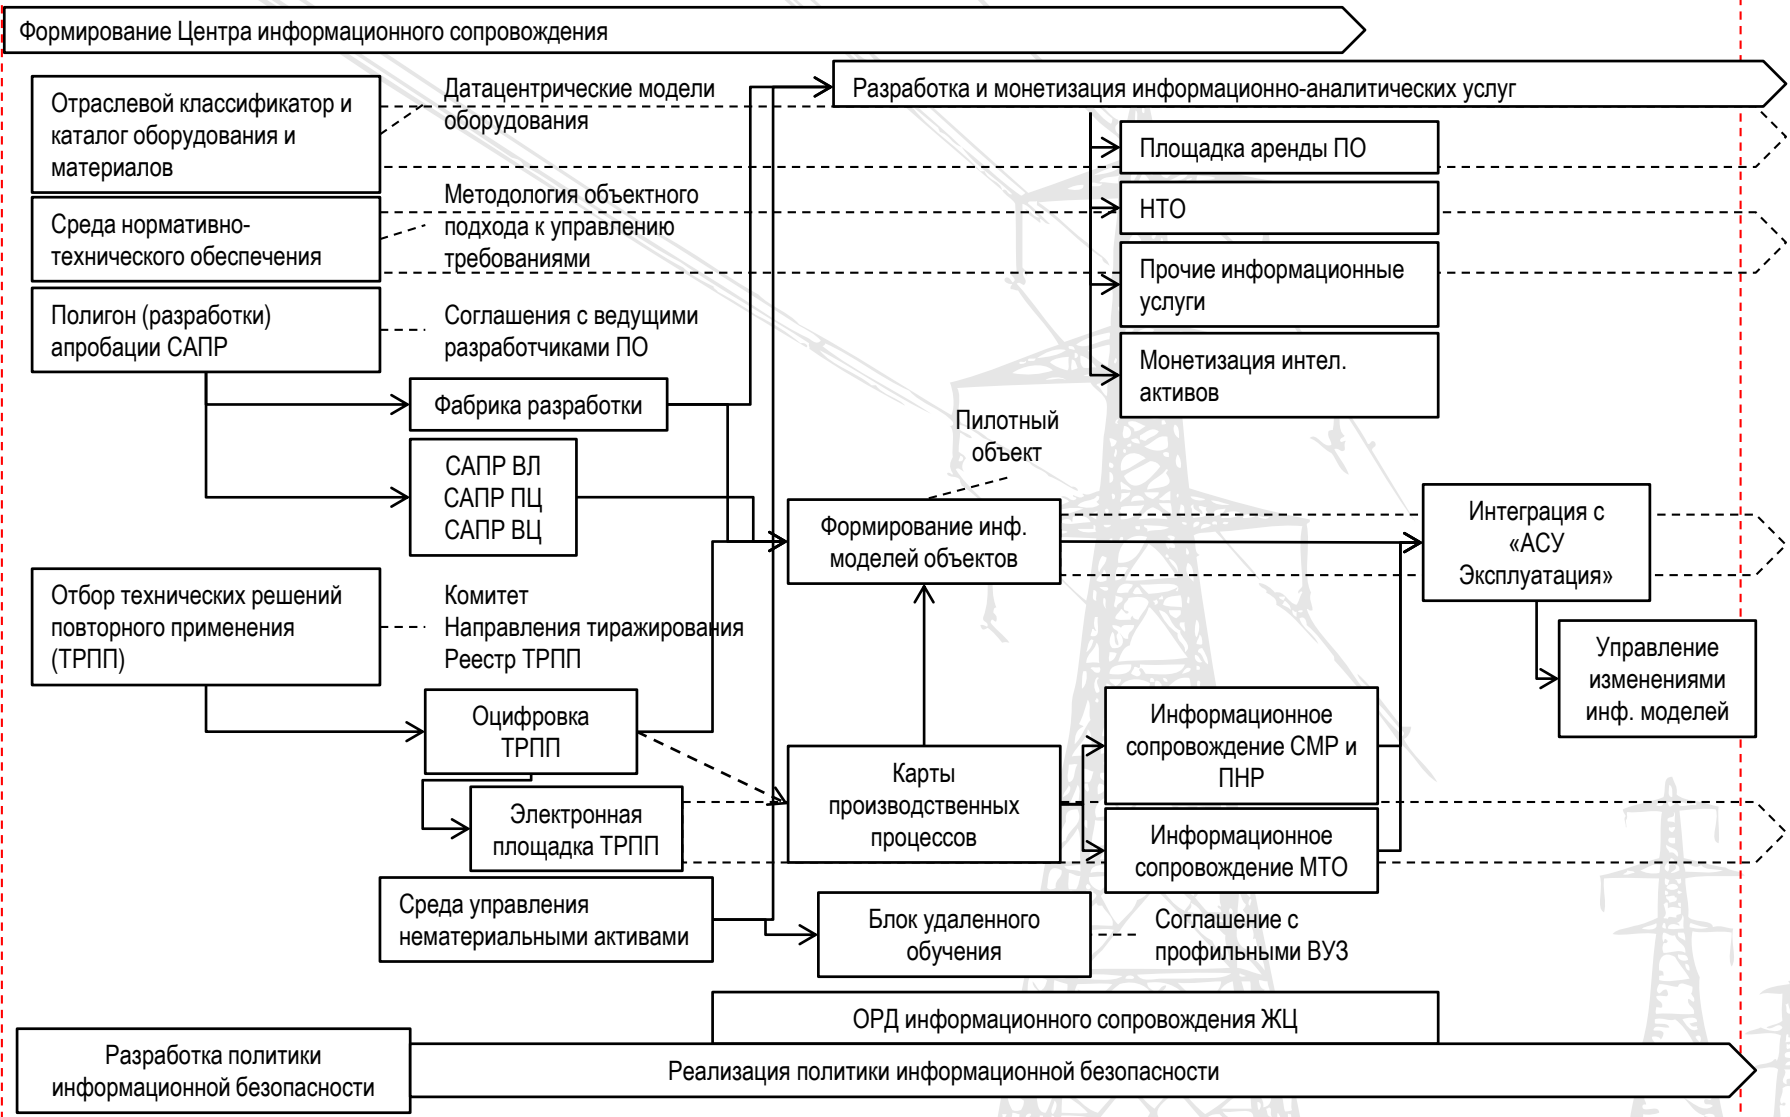 Формирование Центра информационного сопровождения
Отраслевой классификатор и
каталог оборудования и
материалов
Датацентрические модели
оборудования
Разработка и монетизация информационно-аналитических услуг
Площадка аренды ПО
Среда нормативно-
технического обеспечения
Методология объектного
подхода к управлению
требованиями
НТО
Прочие информационные
услуги
Полигон (разработки)
апробации САПР
Соглашения с ведущими
разработчиками ПО
Монетизация интел.
активов
Фабрика разработки
Пилотный
объект
САПР ВЛ
САПР ПЦ
САПР ВЦ
Формирование инф.
моделей объектов
Интеграция с
«АСУ
Эксплуатация»
Отбор технических решений
повторного применения
(ТРПП)
Комитет
Направления тиражирования
Реестр ТРПП
Управление
изменениями
инф. моделей
Оцифровка
ТРПП
Информационное
сопровождение СМР и
ПНР
Карты
производственных
процессов
Электронная
площадка ТРПП
Информационное
сопровождение МТО
Среда управления
нематериальными активами
Блок удаленного
обучения
Соглашение с
профильными ВУЗ
ОРД информационного сопровождения ЖЦ
Разработка политики
информационной безопасности
Реализация политики информационной безопасности